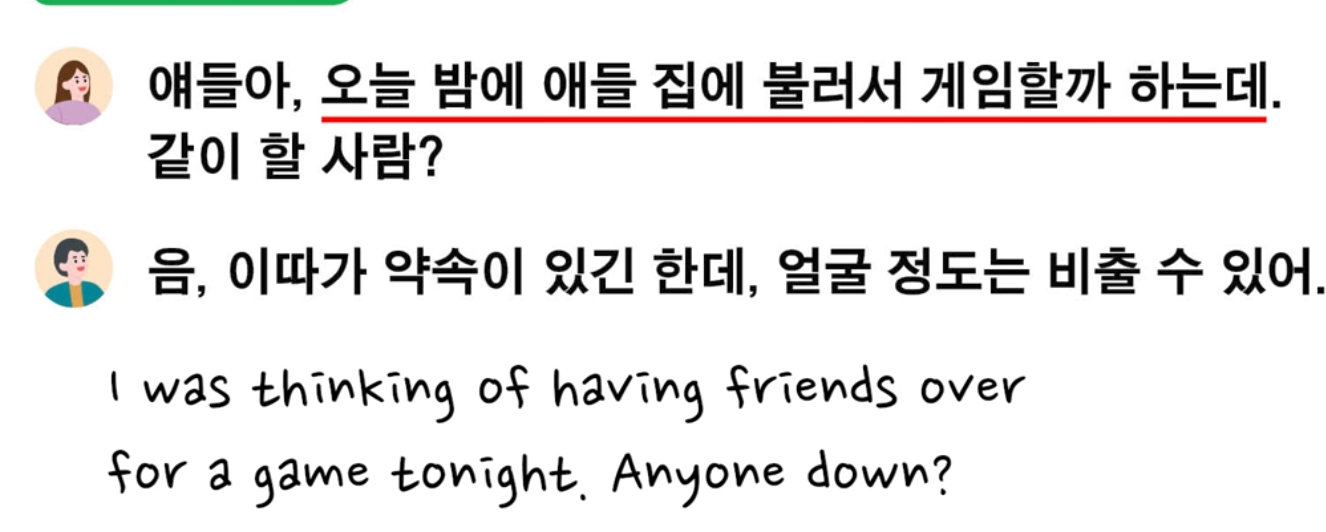 얘들아, 오늘 밤에 애들 집에 불러서 게임할까 하는데.
같이 할 사람?
음, 이따가 약속이 있긴 한데, 얼굴 정도는 비출 수 있어.
I was thinking of having friends over
for a game tonight. Anyone down?